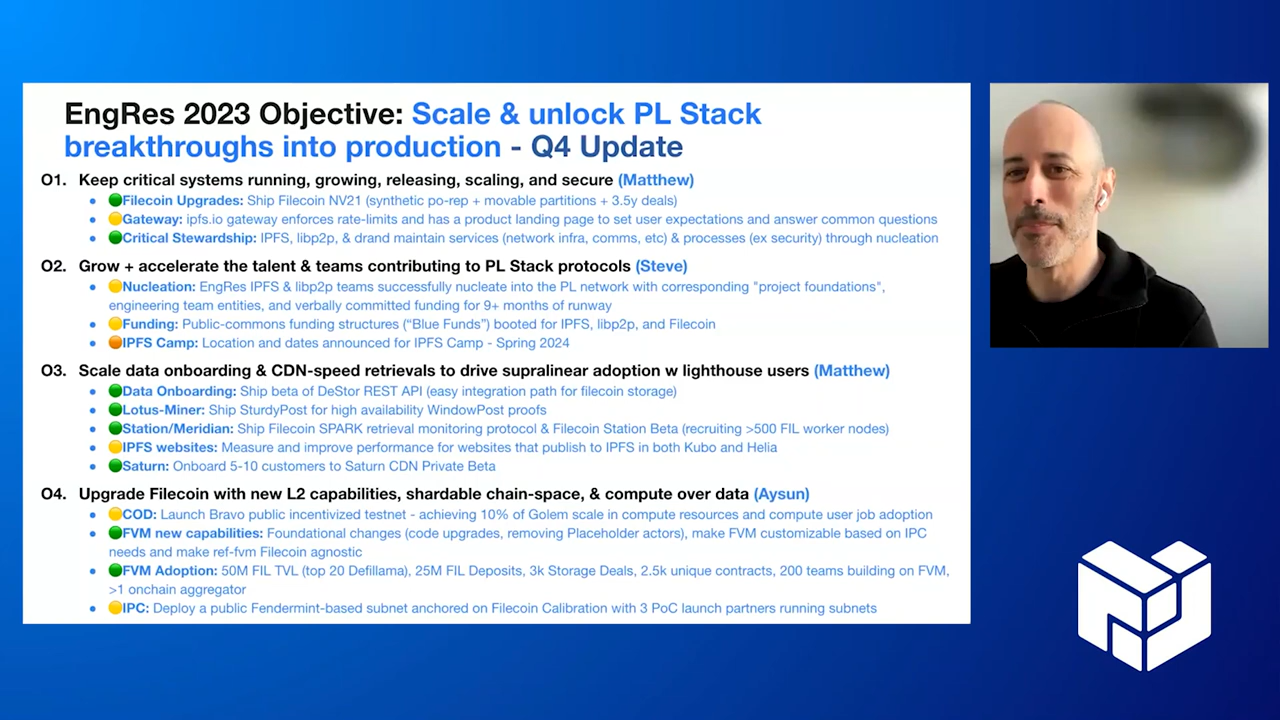 EngRes 2023 Objective: Scale & unlock PL Stack
breakthroughs into production - Q4 Update
O1. Keep critical systems running, growing, releasing, scaling, and secure (Matthew)
● Filecoin Upgrades: Ship Filecoin NV21 (synthetic po-rep + movable partitions + 3.5y deals)
● Gateway: ipfs.io gateway enforces rate-limits and has a product landing page to set user expectations and answer common questions
● Critical Stewardship: IPFS, libp2p, & drand maintain services (network infra, comms, etc) & processes (ex security) through nucleation
O2. Grow + accelerate the talent & teams contributing to PL Stack protocols (Steve)
● Nucleation: EngRes IPFS & libp2p teams successfully nucleate into the PL network with corresponding "project foundations",
engineering team entities, and verbally committed funding for 9+ months of runway
● Funding: Public-commons funding structures (“Blue Funds”) booted for IPFS, libp2p, and Filecoin
● IPFS Camp: Location and dates announced for IPFS Camp - Spring 2024
O3. Scale data onboarding & CDN-speed retrievals to drive supralinear adoption w lighthouse users (Matthew)
● Data Onboarding: Ship beta of DeStor REST API (easy integration path for filecoin storage)
● Lotus-Miner: Ship SturdyPost for high availability WindowPost proofs
● Station/Meridian: Ship Filecoin SPARK retrieval monitoring protocol & Filecoin Station Beta (recruiting >500 FIL worker nodes)
● IPFS websites: Measure and improve performance for websites that publish to IPFS in both Kubo and Helia
● Saturn: Onboard 5-10 customers to Saturn CDN Private Beta
O4. Upgrade Filecoin with new L2 capabilities, shardable chain-space, & compute over data (Aysun)
● COD: Launch Bravo public incentivized testnet - achieving 10% of Golem scale in compute resources and compute user job adoption
● FVM new capabilities: Foundational changes (code upgrades, removing Placeholder actors), make FVM customizable based on IPC
needs and make ref-fvm Filecoin agnostic
● FVM Adoption: 50M FIL TVL (top 20 Defillama), 25M FIL Deposits, 3k Storage Deals, 2.5k unique contracts, 200 teams building on FVM,
>1 onchain aggregator
● IPC: Deploy a public Fendermint-based subnet anchored on Filecoin Calibration with 3 PoC launch partners running subnets